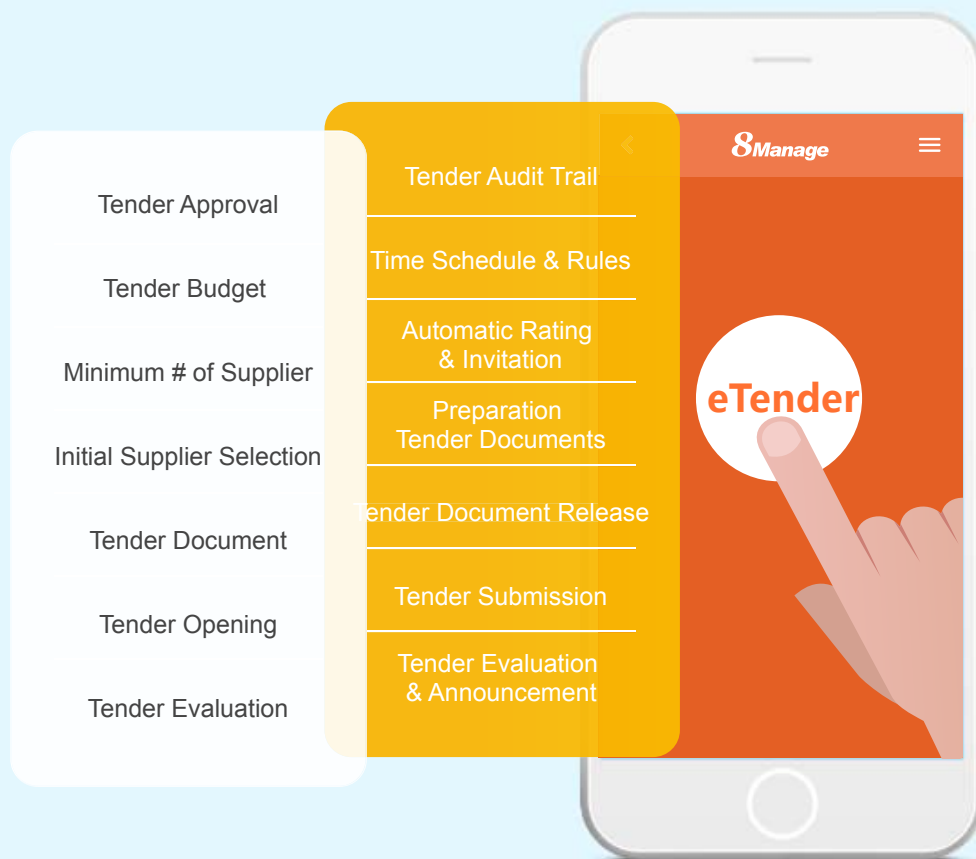 Tender Approval
Tender Budget
Minimum # of Supplier
Initial Supplier Selection
Tender Document
Tender Opening
Tender Evaluation
Tender Audit Trail
Time Schedule & Rules
Automatic Rating
& Invitation
Preparation
Tender Documents
Tender Document Release
Tender Submission
Tender Evaluation
& Announcement
8Manage
eTender